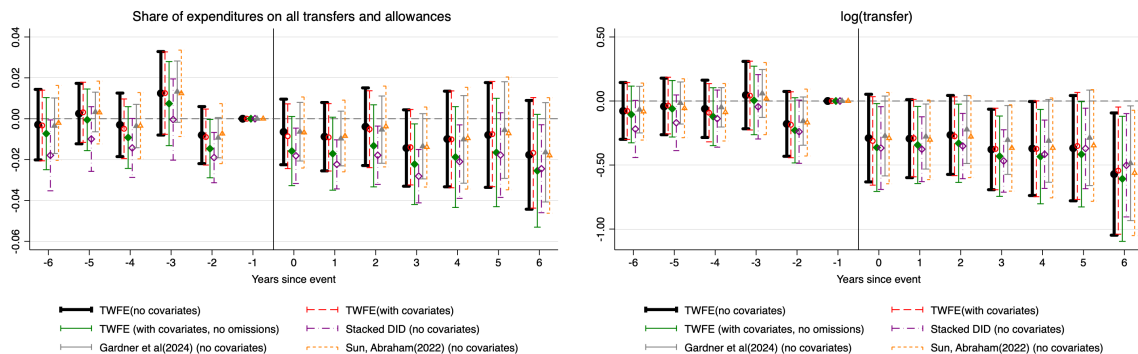 Share of expenditures on all transfers and allowances
0.04
0.02
0.00
-0.02
-0.04
-0.06
-6 -5 -4 -3 -2 -1 0 1 2 3 4 5 6
Years since event
TWFE(no covariates) TWFE(with covariates)
TWFE (with covariates, no omissions) Stacked DID (no covariates)
Gardner et al(2024) (no covariates) Sun, Abraham(2022) (no covariates)
log(transfer)
0.50
0.00
-0.50
-1.00
-6 -5 -4 -3 -2 -1 0 1 2 3 4 5 6
Years since event
TWFE(no covariates) TWFE(with covariates)
TWFE (with covariates, no omissions) Stacked DID (no covariates)
Gardner et al(2024) (no covariates) Sun, Abraham(2022) (no covariates)